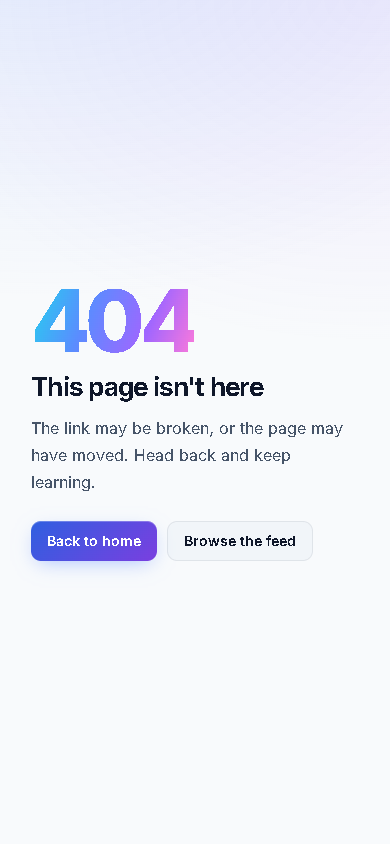 404
This page isn't here
The link may be broken, or the page may
have moved. Head back and keep
learning.
Back to home
Browse the feed